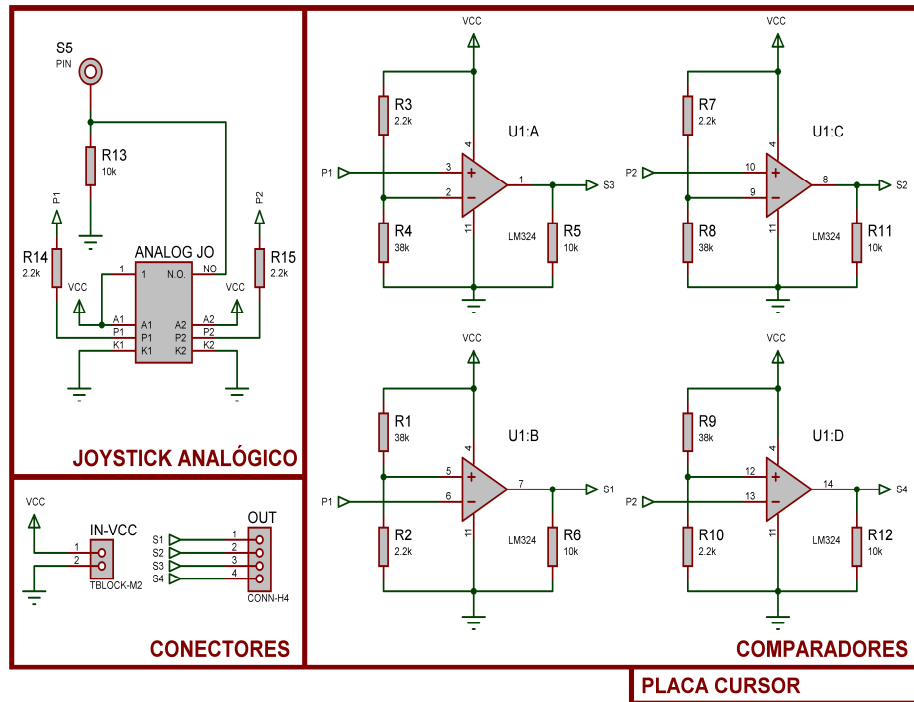 S5
PIN
R13
10k
P1
P2
R14
2.2k
R15
2.2k
ANALOG JO
VCC
VCC
1
1
N.O.
NO
A1
A1
A2
A2
P1
P1
P2
P2
K1
K1
K2
K2
JOYSTICK ANALÓGICO
VCC
IN-VCC
1
2
TBLOCK-M2
OUT
S1
1
S2
2
S3
3
S4
4
CONN-H4
CONECTORES
VCC
R3
2.2k
U1:A
4
P1
3
2
1
S3
11
R4
38k
LM324
R5
10k
VCC
R7
2.2k
U1:C
4
P2
10
9
8
S2
11
R8
38k
LM324
R11
10k
VCC
R1
38k
U1:B
4
5
P1
6
7
S1
11
R2
2.2k
LM324
R6
10k
VCC
R9
38k
U1:D
4
12
P2
13
14
S4
11
R10
2.2k
LM324
R12
10k
COMPARADORES
PLACA CURSOR